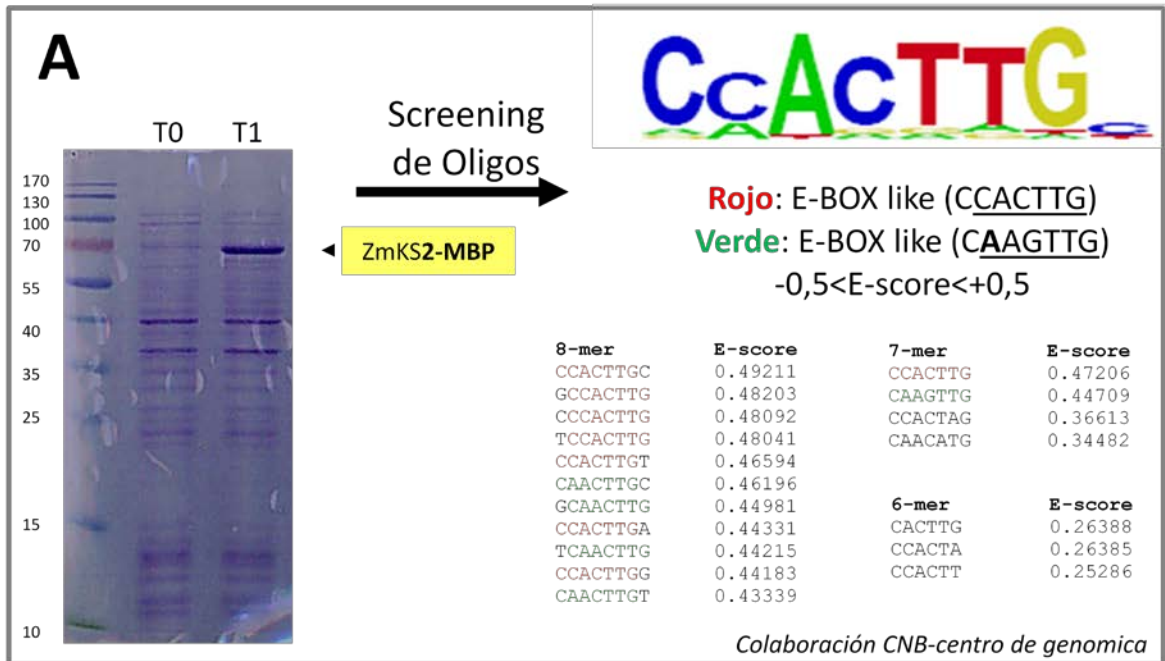 A
T0 T1
170
130
100
70
55
40
35
25
15
10
ZmKS2-MBP
Screening
de Oligos
CCACTTG
Rojo: E-BOX like (CCACTTG)
Verde: E-BOX like (CAAGTTG)
-0,5<E-score<+0,5
8-mer E-score
CCACTTGC 0.49211
GCCACTTG 0.48203
CCCACTTG 0.48092
TCCACTTG 0.48041
CCACTTGT 0.46594
CAACTTGC 0.46196
GCAACTTG 0.44981
CCACTTGA 0.44331
TCAACTTG 0.44215
CCACTTGG 0.44183
CAACTTGT 0.43339
7-mer E-score
CCACTTG 0.47206
CAAGTTG 0.44709
CCACTAG 0.36613
CAACATG 0.34482
6-mer E-score
CACTTG 0.26388
CCACTA 0.26385
CCACTT 0.25286
Colaboración CNB-centro de genomica